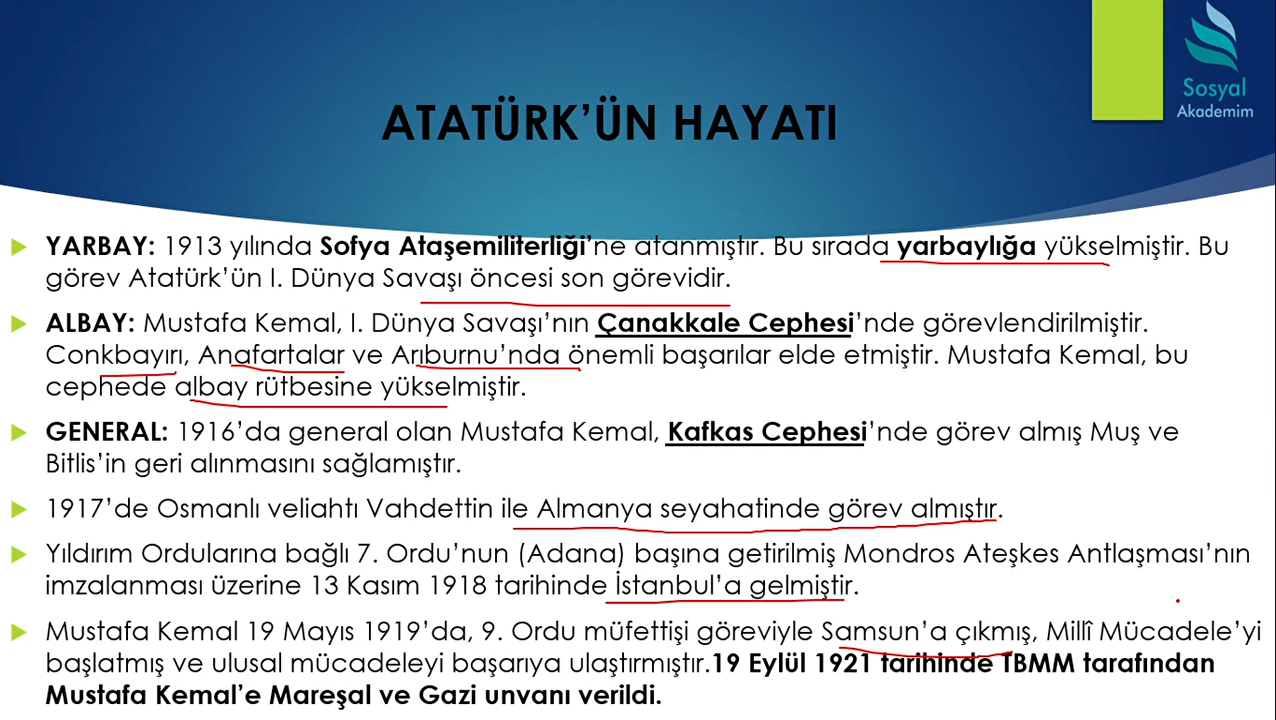 Sosyal
Akademim
ATATÜRK’ÜN HAYATI
YARBAY: 1913 yılında Sofya Ataşemiliterliği’ne atanmıştır. Bu sırada yarbaylığa yükselmiştir. Bu
görev Atatürk’ün I. Dünya Savaşı öncesi son görevidir.
ALBAY: Mustafa Kemal, I. Dünya Savaşı’nın Çanakkale Cephesi’nde görevlendirilmiştir.
Conkbayırı, Anafartalar ve Arıburnu’nda önemli başarılar elde etmiştir. Mustafa Kemal, bu
cephede albay rütbesine yükselmiştir.
GENERAL: 1916’da general olan Mustafa Kemal, Kafkas Cephesi’nde görev almış Muş ve
Bitlis’in geri alınmasını sağlamıştır.
1917’de Osmanlı veliahtı Vahdettin ile Almanya seyahatinde görev almıştır.
Yıldırım Ordularına bağlı 7. Ordu’nun (Adana) başına getirilmiş Mondros Ateşkes Antlaşması’nın
imzalanması üzerine 13 Kasım 1918 tarihinde İstanbul’a gelmiştir.
Mustafa Kemal 19 Mayıs 1919’da, 9. Ordu müfettişi göreviyle Samsun’a çıkmış, Millî Mücadele’yi
başlatmış ve ulusal mücadeleyi başarıya ulaştırmıştır.19 Eylül 1921 tarihinde TBMM tarafından
Mustafa Kemal’e Mareşal ve Gazi unvanı verildi.